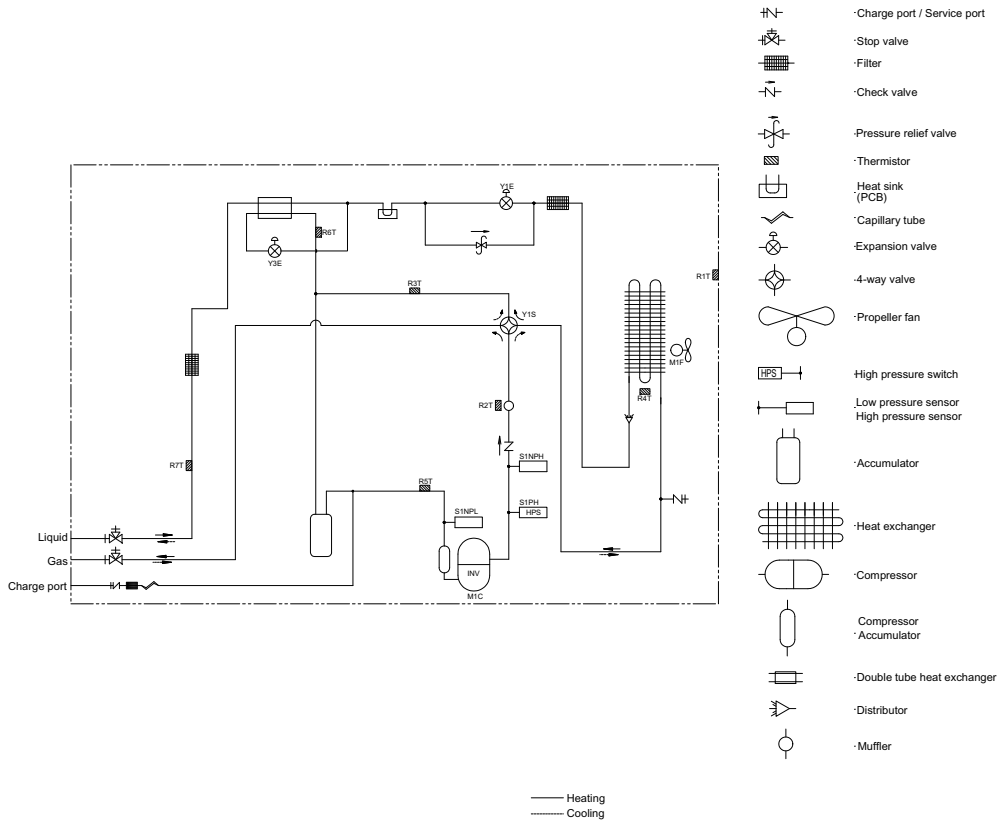 Charge port / Service port
Stop valve
Filter
Check valve
Pressure relief valve
Thermistor
Heat sink
(PCB)
Capillary tube
Expansion valve
4-way valve
Propeller fan
HPS
High pressure switch
Low pressure sensor
High pressure sensor
Accumulator
Heat exchanger
Compressor
Compressor
Accumulator
Double tube heat exchanger
Distributor
Muffler
Y1E
R6T
Y3E
R3T
R1T
Y1S
M1F
R4T
R2T
S1NPH
R7T
R5T
S1PH
HPS
S1NPL
Liquid
Gas
INV
Charge port
M1C
Heating
Cooling